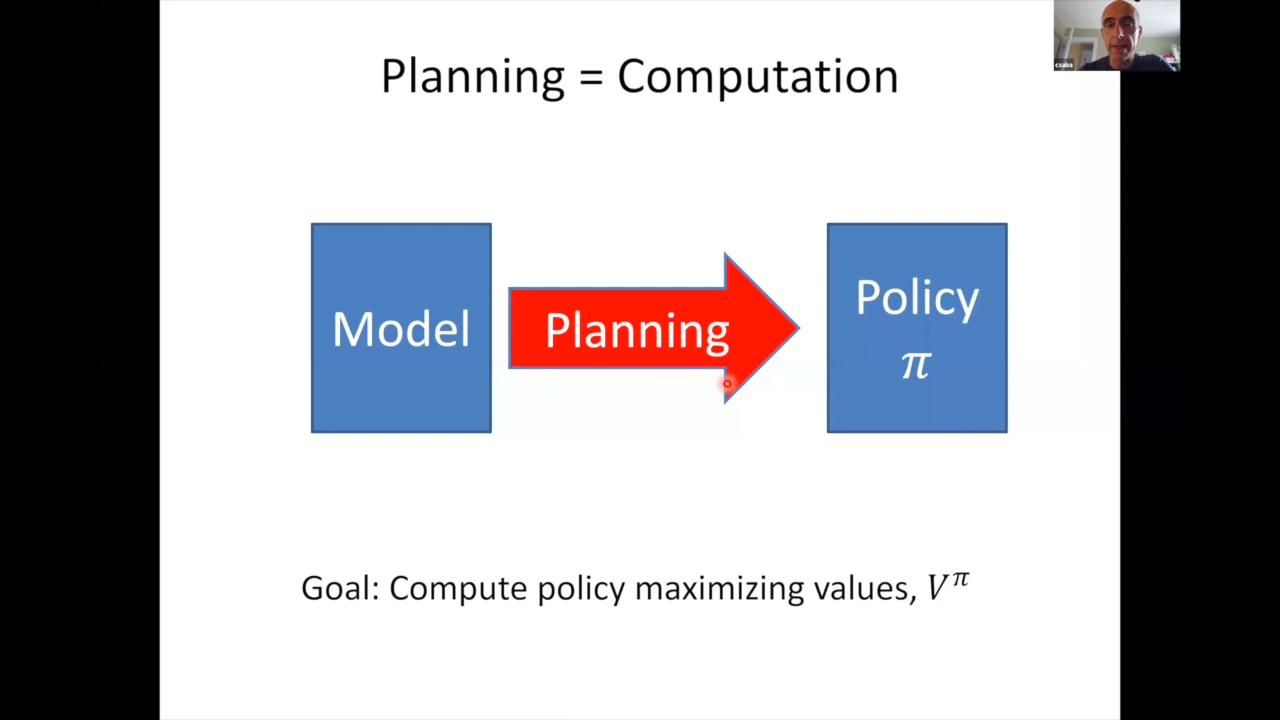 Planning = Computation
csaba
Model
Planning
Policy
π
Goal: Compute policy maximizing values, V^π